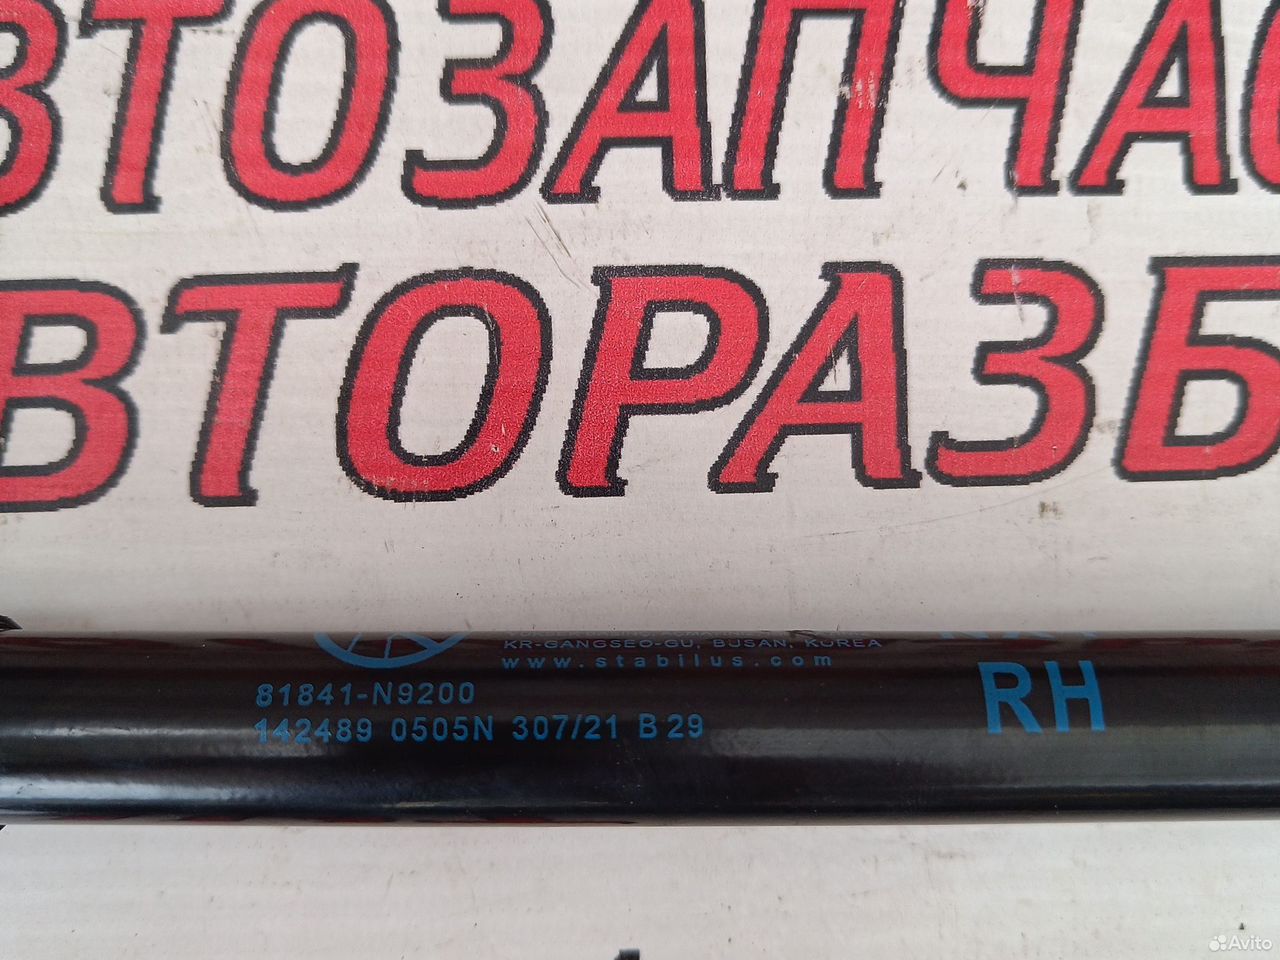 ВТОЗАПЧАС
ВТОРАЗБ
KR-GANGSEO-GU, BUSAN, KOREA
www.stabilus.com
81841-N9200
142489 0505N 307/21 B 29
RH
Avito